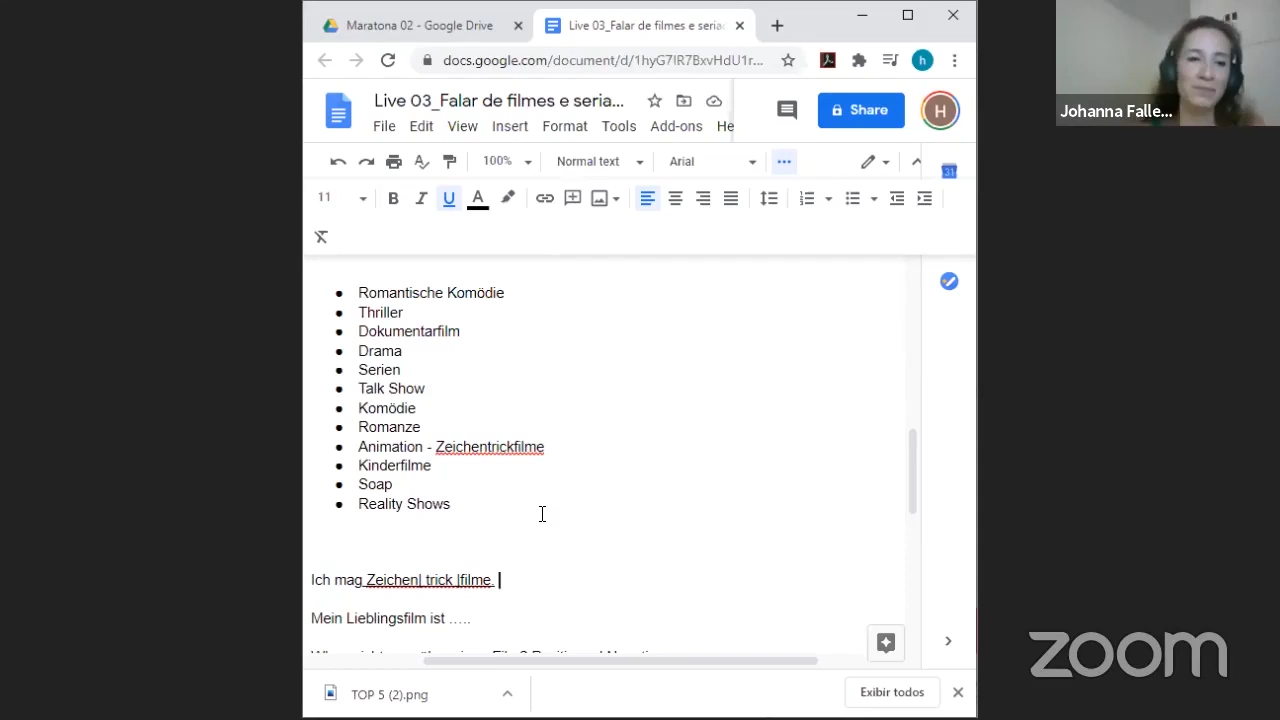 Maratona 02 - Google Drive
Live 03_Falar de filmes e seriad
docs.google.com/document/d/1hyG7IR7BxvHdU1r...
h
Johanna Falle...
Live 03_Falar de filmes e seria...
Share
H
File Edit View Insert Format Tools Add-ons He
100% Normal text Arial
31
11 B I U A
Romantische Komödie
Thriller
Dokumentarfilm
Drama
Serien
Talk Show
Komödie
Romanze
Animation - Zeichentrickfilme
Kinderfilme
Soap
Reality Shows
Ich mag Zeichen| trick |filme.
Mein Lieblingsfilm ist …..
zoom
TOP 5 (2).png
Exibir todos